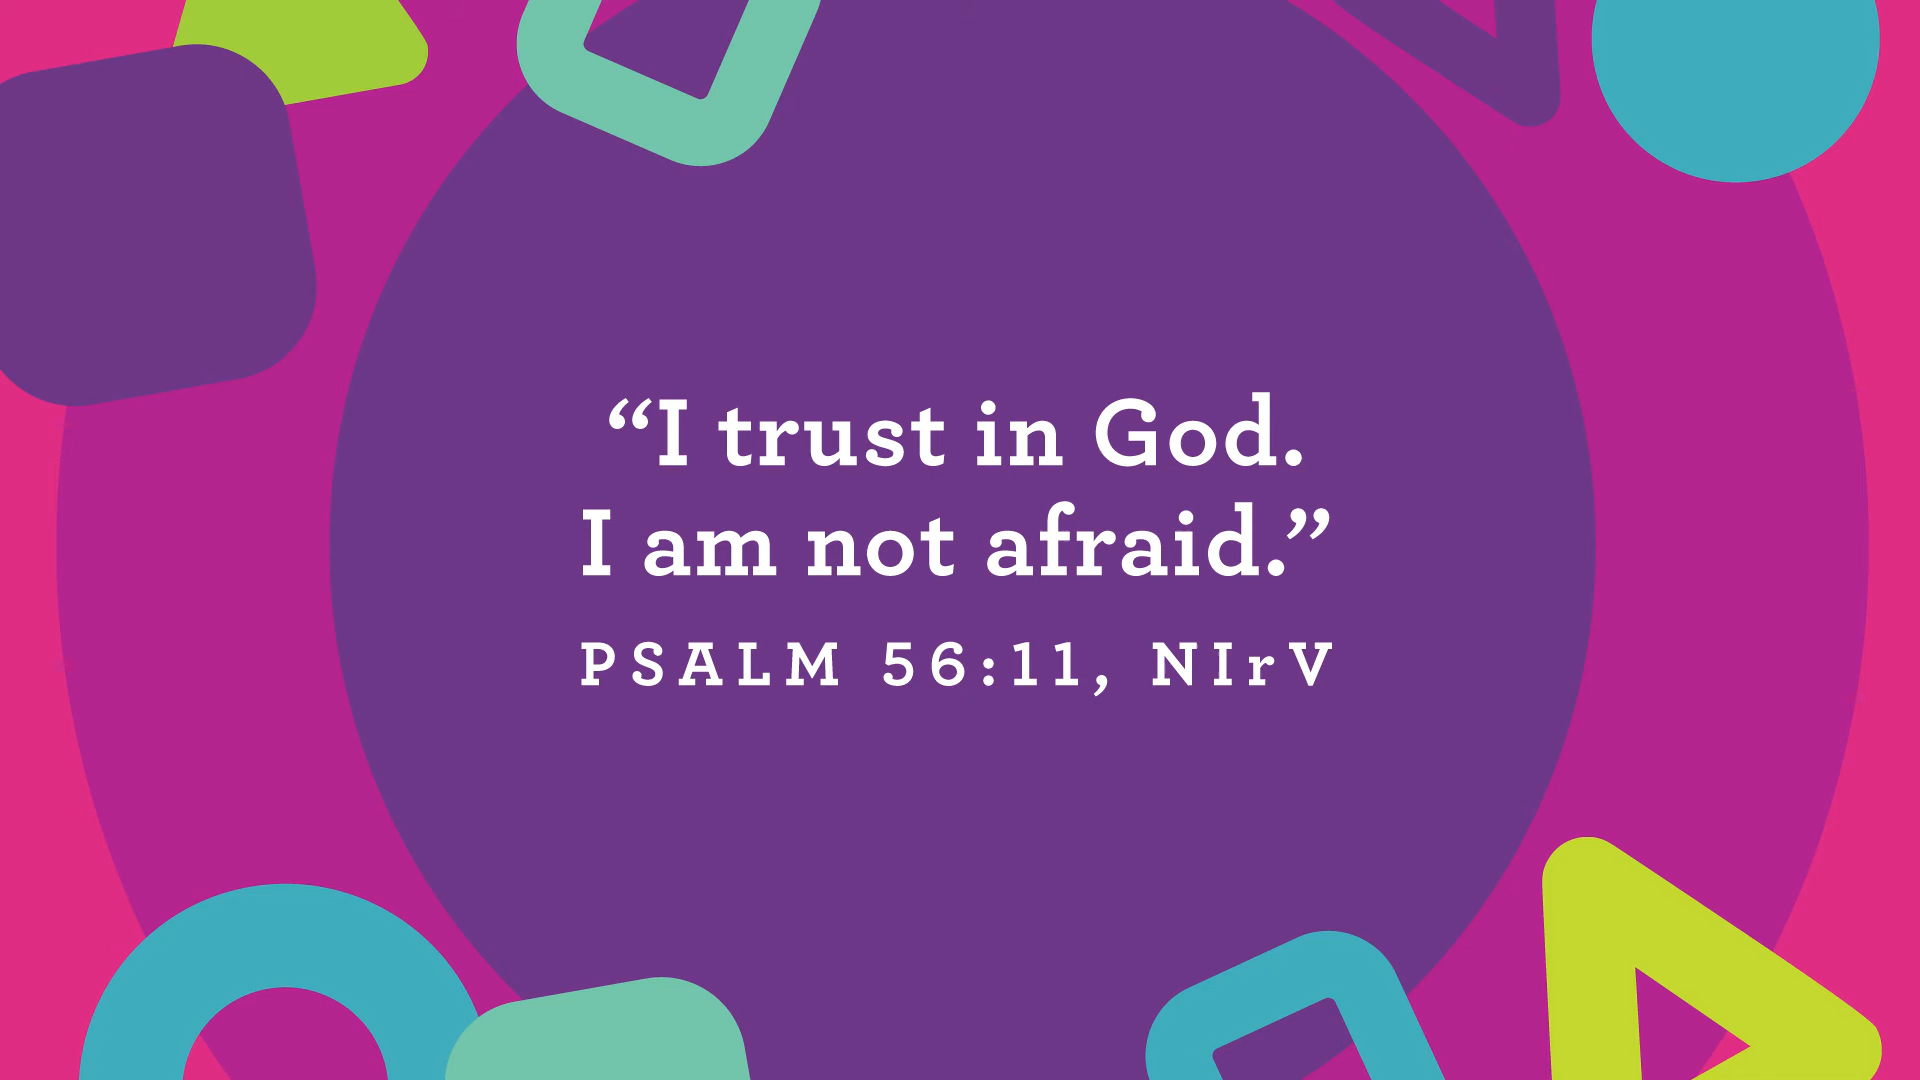 “I trust in God.
I am not afraid.”
PSALM 56:11, NIrV